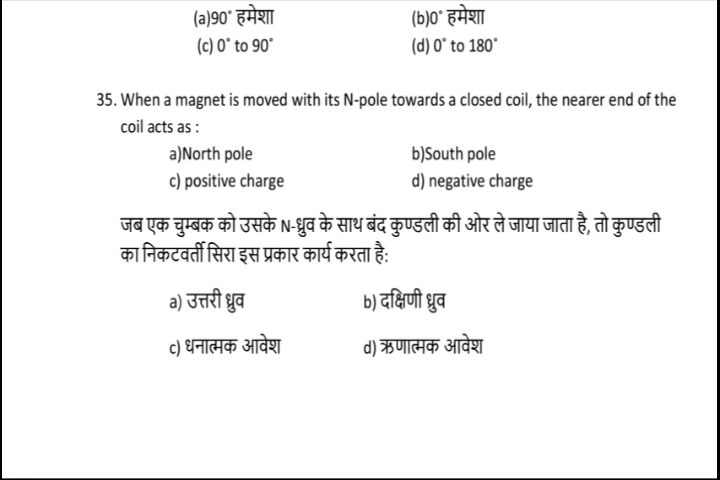 (a)90˚ हमेशा (b)0˚ हमेशा
(c) 0˚ to 90˚ (d) 0˚ to 180˚
35. When a magnet is moved with its N-pole towards a closed coil, the nearer end of the
coil acts as :
a)North pole b)South pole
c) positive charge d) negative charge
जब एक चुम्बक को उसके N-ध्रुव के साथ बंद कुण्डली की ओर ले जाया जाता है, तो कुण्डली
का निकटवर्ती सिरा इस प्रकार कार्य करता है:
a) उत्तरी ध्रुव b) दक्षिणी ध्रुव
c) धनात्मक आवेश d) ऋणात्मक आवेश